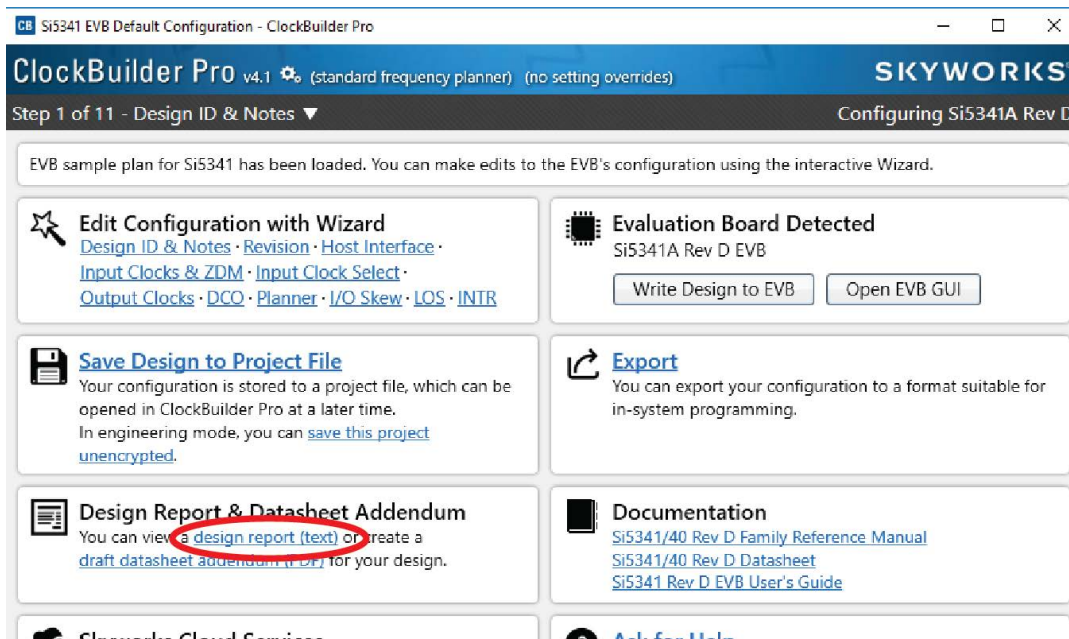 CB Si5341 EVB Default Configuration - ClockBuilder Pro
ClockBuilder Pro v4.1 (standard frequency planner) (no setting overrides)
SKYWORKS
Step 1 of 11 - Design ID & Notes ▼
Configuring Si5341A Rev D
EVB sample plan for Si5341 has been loaded. You can make edits to the EVB's configuration using the interactive Wizard.
Edit Configuration with Wizard
Design ID & Notes · Revision · Host Interface ·
Input Clocks & ZDM · Input Clock Select ·
Output Clocks · DCO · Planner · I/O Skew · LOS · INTR
Evaluation Board Detected
Si5341A Rev D EVB
Write Design to EVB
Open EVB GUI
Save Design to Project File
Your configuration is stored to a project file, which can be
opened in ClockBuilder Pro at a later time.
In engineering mode, you can save this project
unencrypted.
Export
You can export your configuration to a format suitable for
in-system programming.
Design Report & Datasheet Addendum
You can view a design report (text) or create a
draft datasheet addendum (PDF) for your design.
Documentation
Si5341/40 Rev D Family Reference Manual
Si5341/40 Rev D Datasheet
Si5341 Rev D EVB User's Guide
Skyworks Cloud Services
Ask for Help